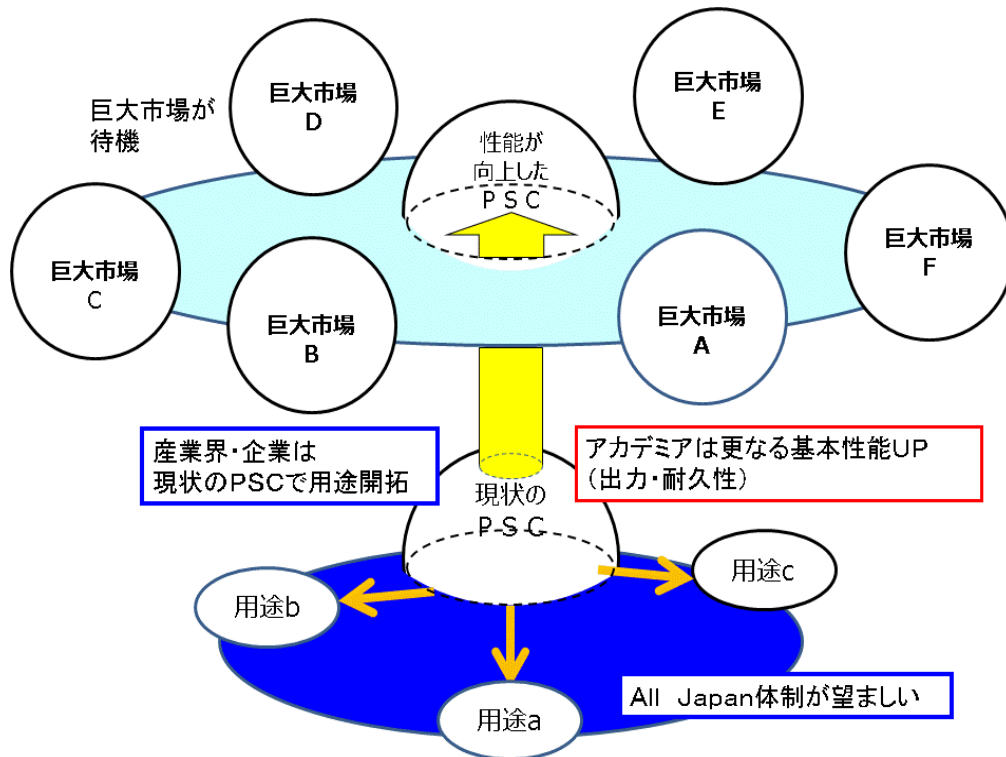 巨大市場が
待機
巨大市場
D
巨大市場
E
性能が
向上した
ＰＳＣ
巨大市場
C
巨大市場
B
巨大市場
A
巨大市場
F
産業界・企業は
現状のＰＳＣで用途開拓
アカデミアは更なる基本性能ＵＰ
（出力・耐久性）
現状の
ＰＳＣ
用途b
用途c
用途a
All　Japan体制が望ましい